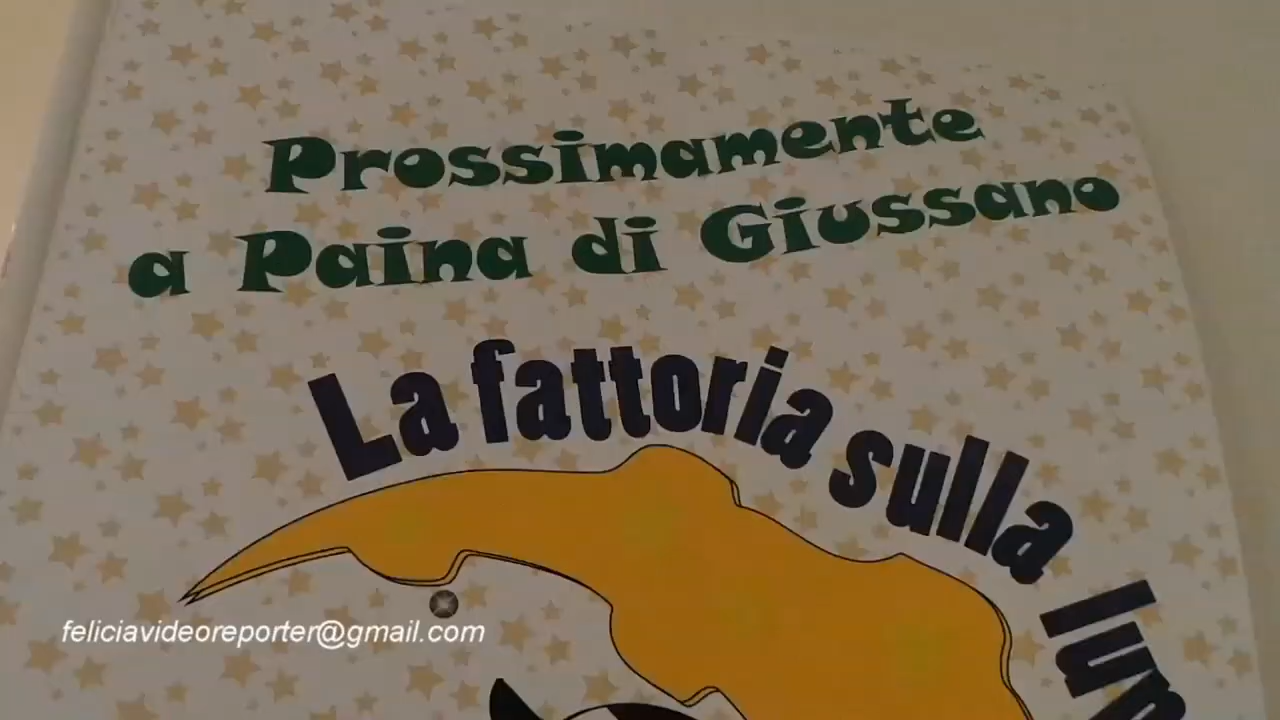 Prossimamente
a Paina di Giussano
La fattoria sulla
feliciavideoreporter@gmail.com